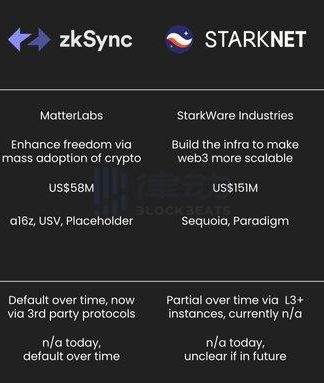 zkSync STARKNET
MatterLabs StarkWare Industries
Enhance freedom via Build the infra to make
mass adoption of crypto web3 more scalable
US$58M US$151M
律动
BLOCKBEATS
a16z, USV, Placeholder Sequoia, Paradigm
Default over time, now Partial over time via L3+
via 3rd party protocols instances, currently n/a
n/a today, n/a today,
default over time unclear if in future